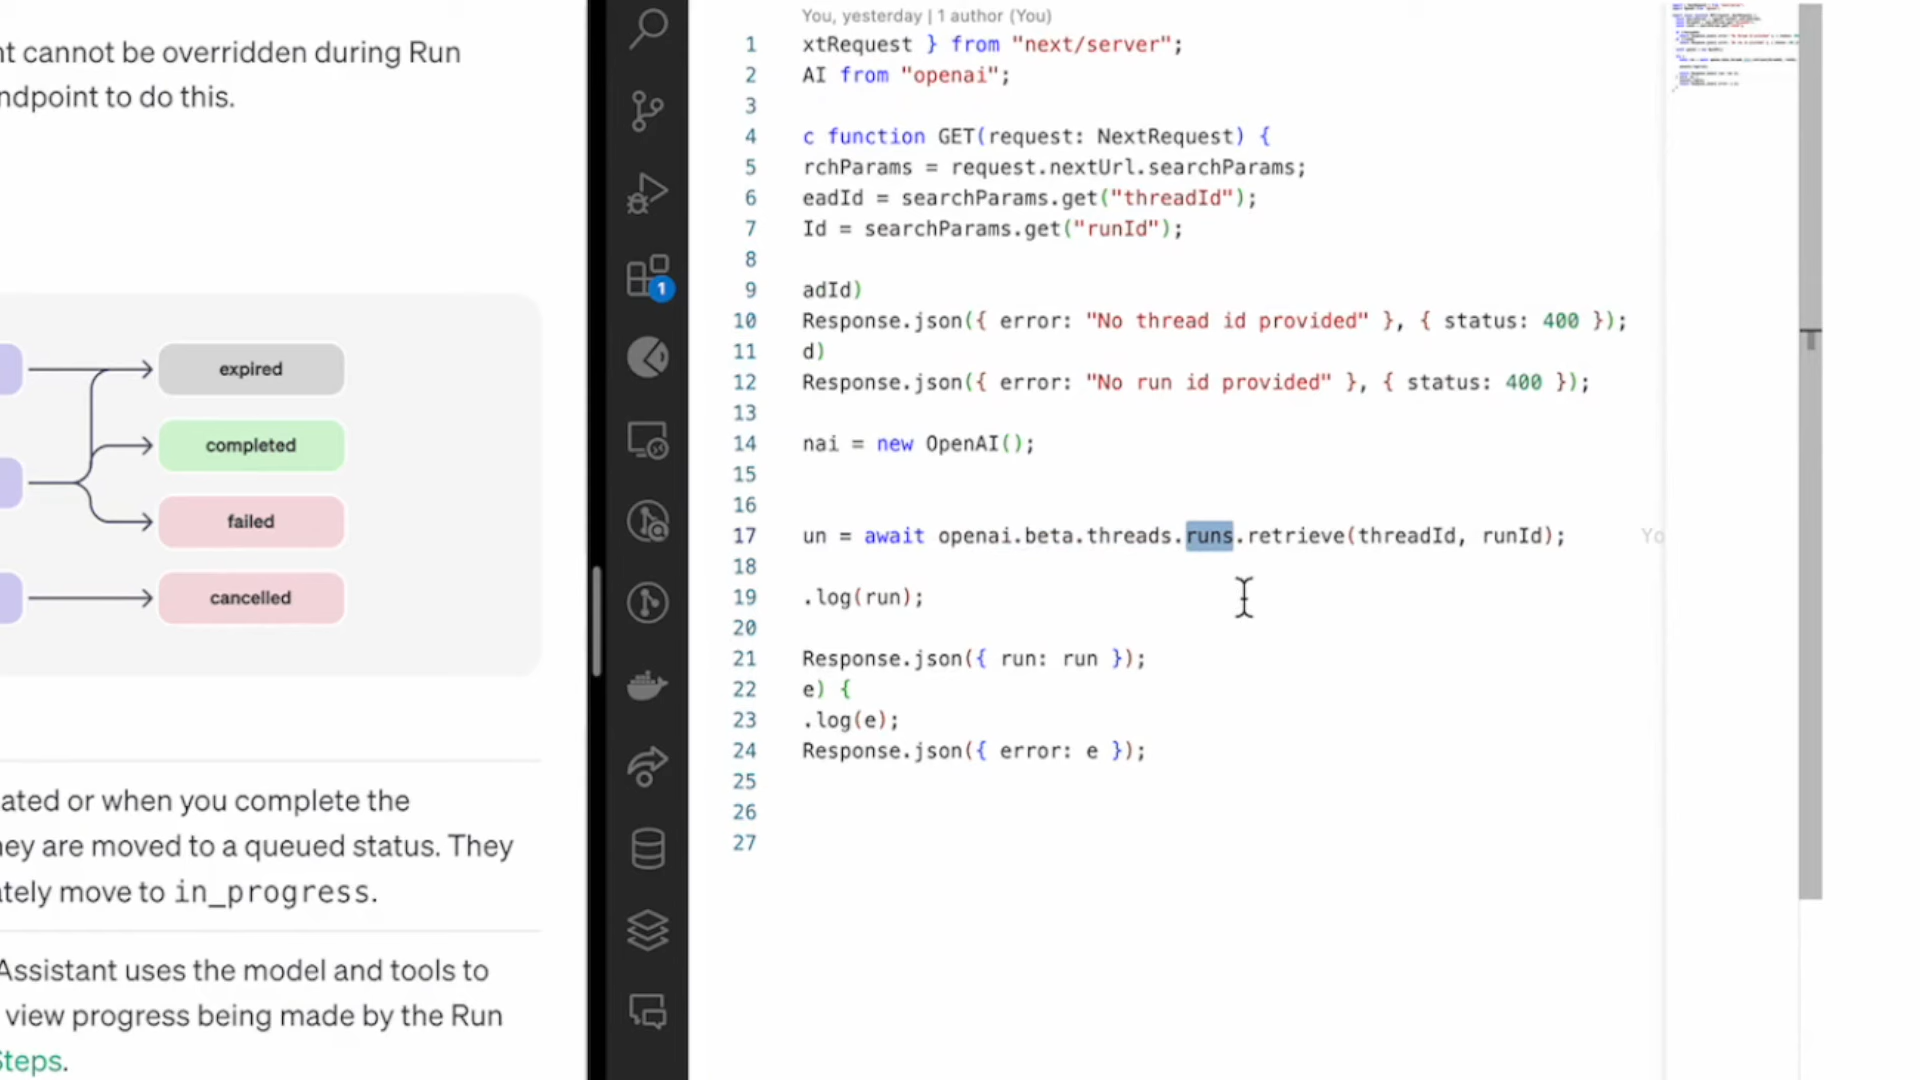 nt cannot be overridden during Run
ndpoint to do this.
expired
completed
failed
cancelled
ated or when you complete the
ney are moved to a queued status. They
ately move to in_progress.
Assistant uses the model and tools to
view progress being made by the Run
Steps.
1
You, yesterday | 1 author (You)
1 xtRequest } from "next/server";
2 AI from "openai";
3
4 c function GET(request: NextRequest) {
5 rchParams = request.nextUrl.searchParams;
6 eadId = searchParams.get("threadId");
7 Id = searchParams.get("runId");
8
9 adId)
10 Response.json({ error: "No thread id provided" }, { status: 400 });
11 d)
12 Response.json({ error: "No run id provided" }, { status: 400 });
13
14 nai = new OpenAI();
15
16
17 un = await openai.beta.threads.runs.retrieve(threadId, runId); Yo
18
19 .log(run);
20
21 Response.json({ run: run });
22 e) {
23 .log(e);
24 Response.json({ error: e });
25
26
27